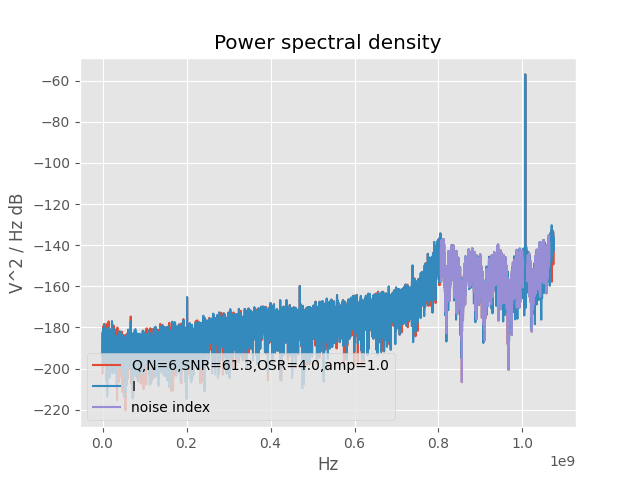 Power spectral density
V^2 / Hz dB
−60
−80
−100
−120
−140
−160
−180
−200
−220
Q,N=6,SNR=61.3,OSR=4.0,amp=1.0
I
noise index
0.0 0.2 0.4 0.6 0.8 1.0
1e9
Hz